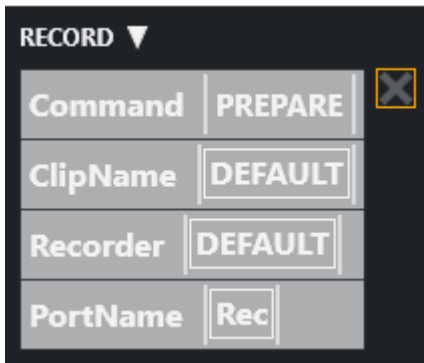 RECORD ▼
Command PREPARE
ClipName DEFAULT
Recorder DEFAULT
PortName Rec